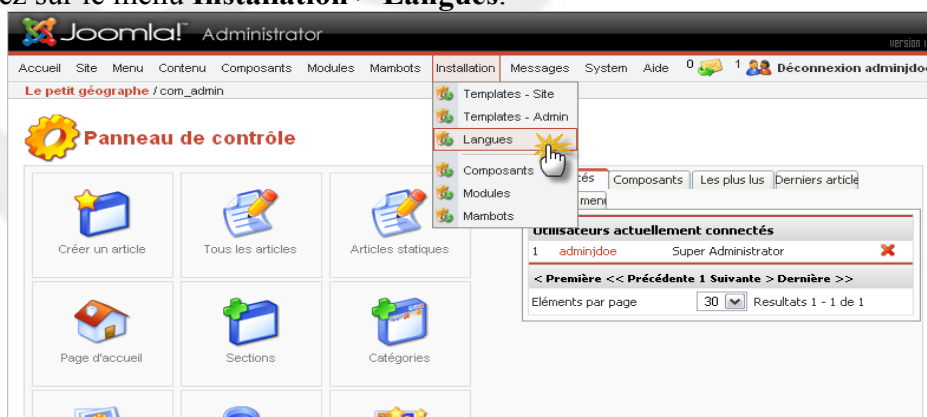 ez sur le menu Installation > Langues.
Joomla! Administrator
version
Accueil Site Menu Contenu Composants Modules Mambots Installation Messages System Aide 0 1 Déconnexion
Le petit géographe / com_admin
Templates - Site
Templates - Admin
Langues
Composants
Modules
Mambots
Panneau de contrôle
Créer un article
Tous les articles
Articles statiques
Page d'accueil
Sections
Catégories
Composants Les plus lus Derniers article
Utilisateurs actuellement connectés
1 adminjdoe Super Administrator
< Première << Précédente 1 Suivante > Dernière >>
Eléments par page 30 Resultats 1 - 1 de 1